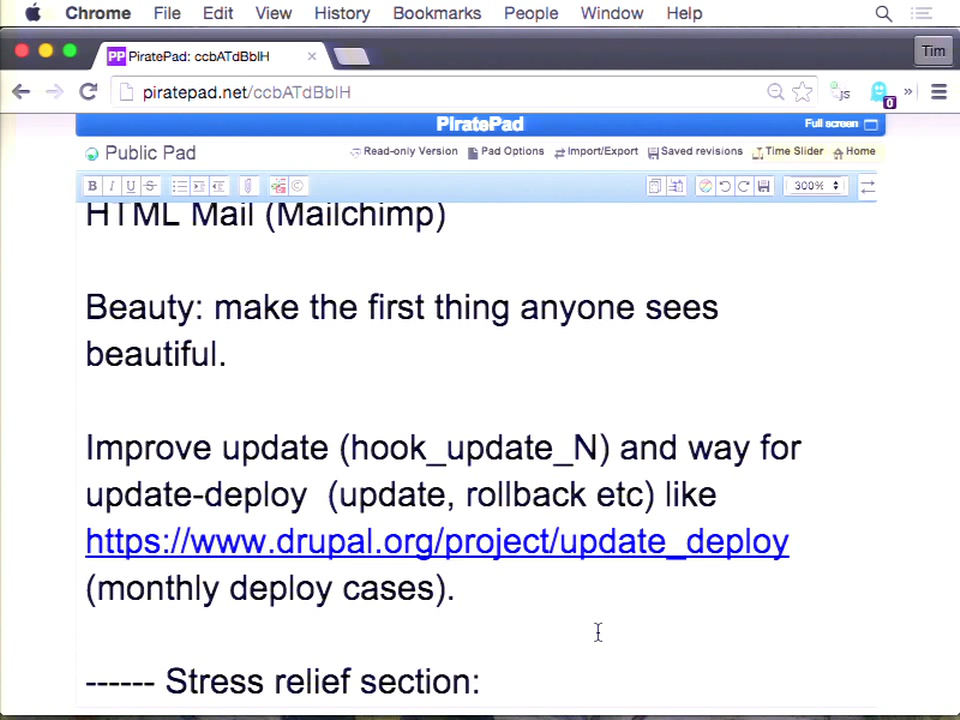 Chrome File Edit View History Bookmarks People Window Help
PP PiratePad: ccbATdBblH
Tim
piratepad.net/ccbATdBblH
js 0 »
PiratePad
Full screen
Public Pad Read-only Version Pad Options Import/Export Saved revisions Time Slider Home
B I U S 300%
HTML Mail (Mailchimp)
Beauty: make the first thing anyone sees
beautiful.
Improve update (hook_update_N) and way for
update-deploy (update, rollback etc) like
https://www.drupal.org/project/update_deploy
(monthly deploy cases).
------ Stress relief section: